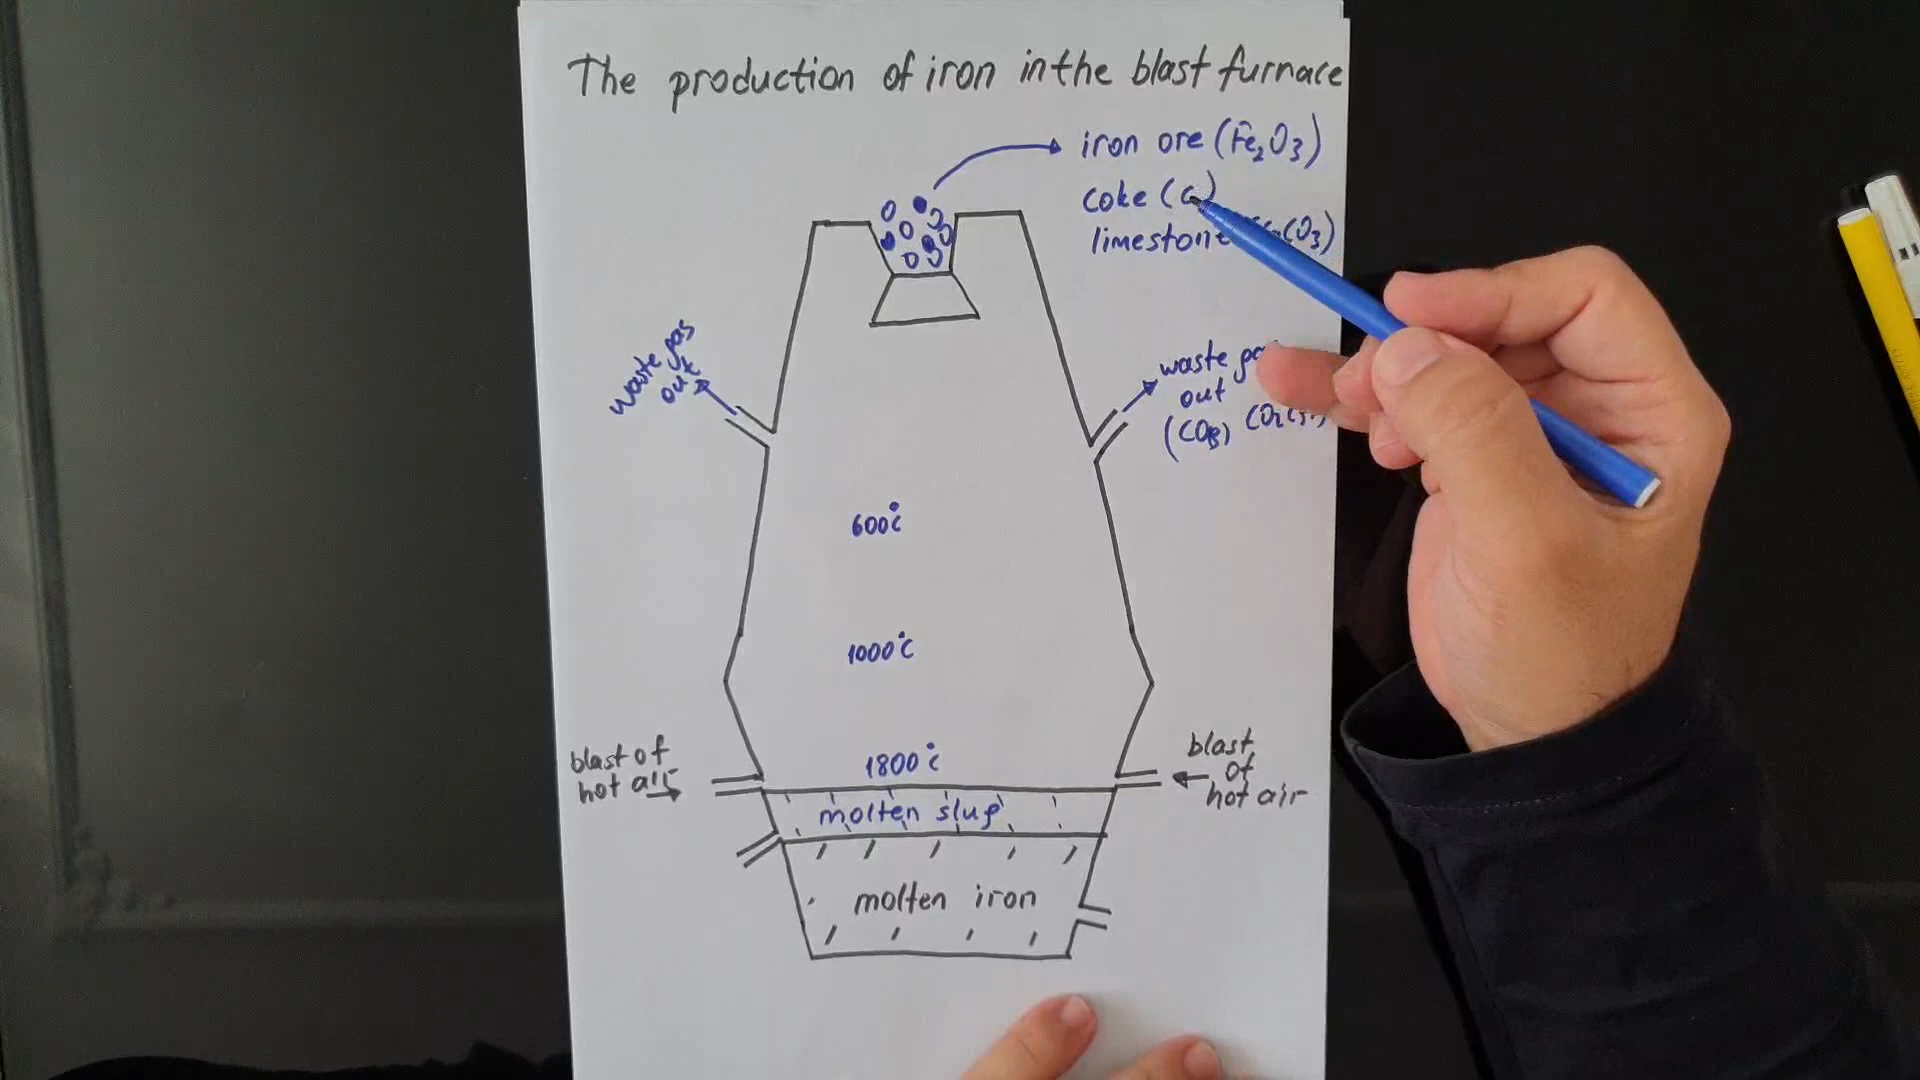 The production of iron in the blast furnace
iron ore (Fe₂O₃)
coke (c)
limestone
waste gas
out
waste
out
600°c
1000°c
1800°c
blast of
hot air
blast
of
hot air
molten slug
molten iron